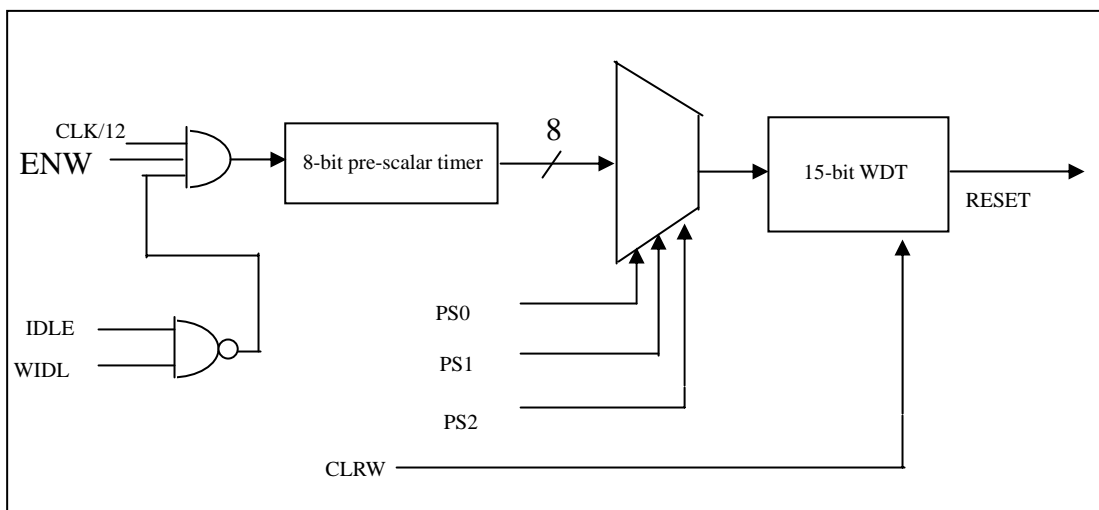 CLK/12
ENW
8-bit pre-scalar timer
8
15-bit WDT
RESET
IDLE
WIDL
PS0
PS1
PS2
CLRW